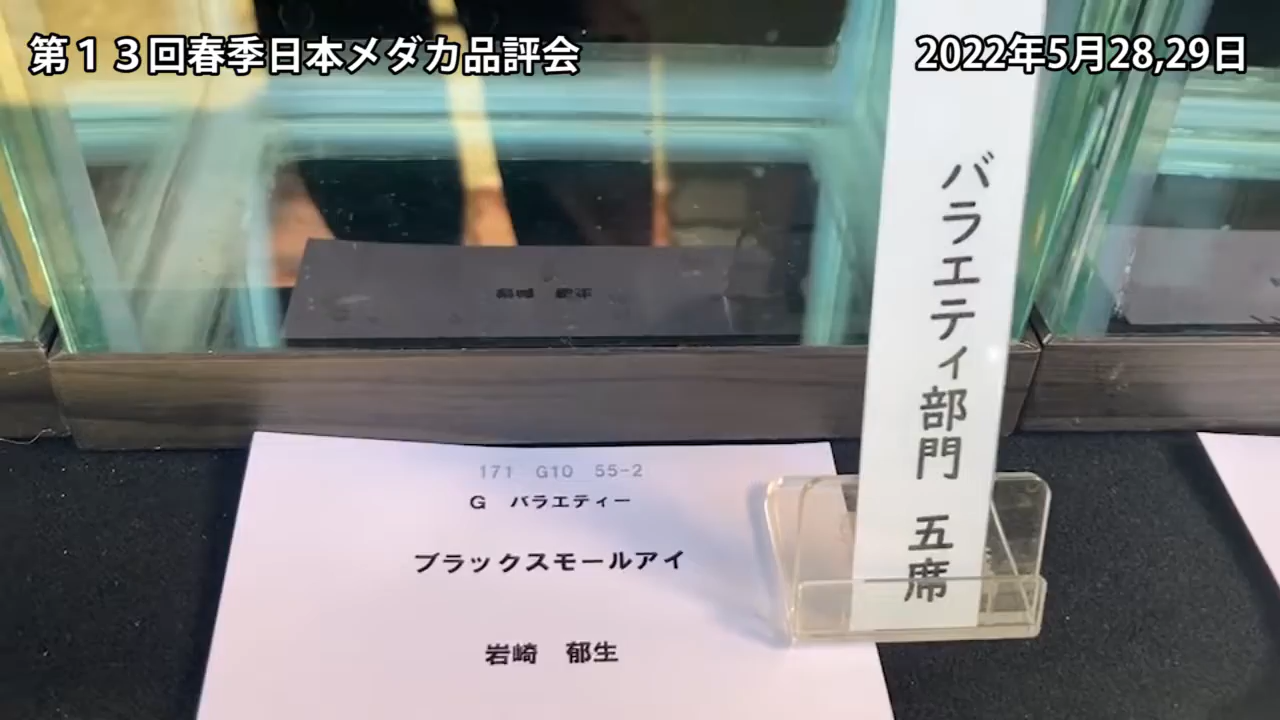 第１３回春季日本メダカ品評会
2022年5月28,29日
バラエティ部門 五席
171 G10 55-2
G バラエティー
ブラックスモールアイ
岩崎 郁生